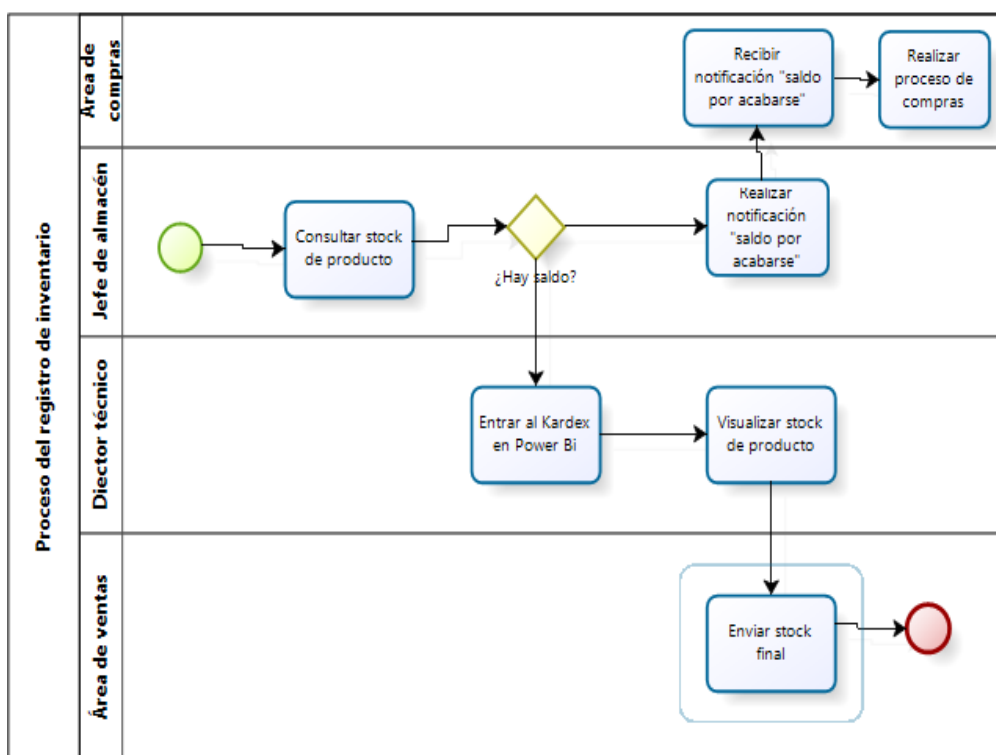 Proceso del registro de inventario
Área de
compras
Recibir
notificación "saldo
por acabarse"
Realizar
proceso de
compras
Jefe de almacén
Consultar stock
de producto
¿Hay saldo?
Realizar
notificación
"saldo por
acabarse"
Diector técnico
Entrar al Kardex
en Power Bi
Visualizar stock
de producto
Área de ventas
Enviar stock
final